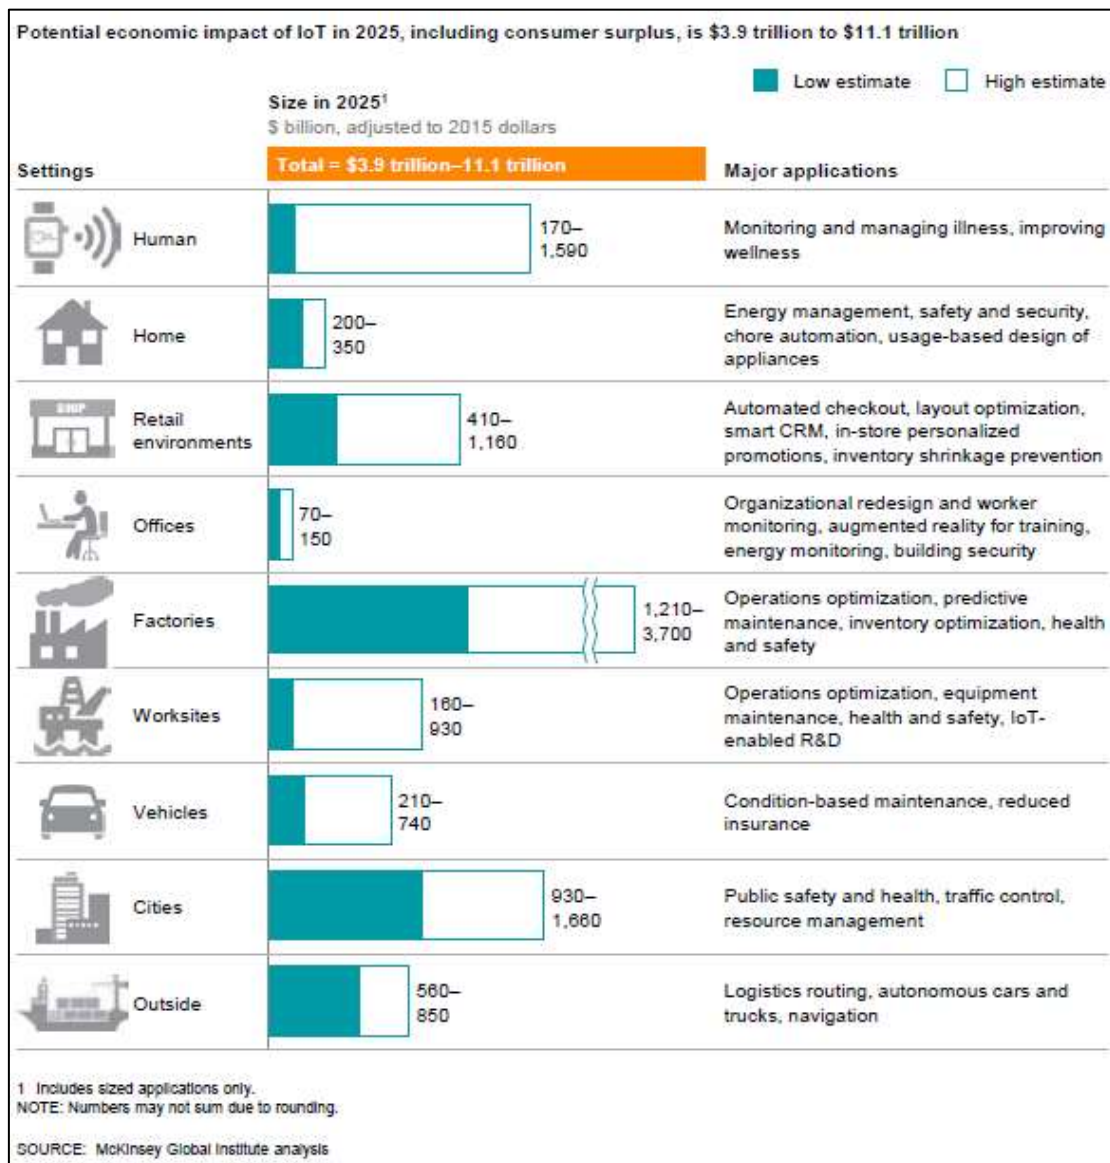 Potential economic impact of IoT in 2025, including consumer surplus, is $3.9 trillion to $11.1 trillion
Low estimate
High estimate
Size in 2025¹
$ billion, adjusted to 2015 dollars
Settings
Total = $3.9 trillion–11.1 trillion
Major applications
Human
170–
1,590
Monitoring and managing illness, improving
wellness
Home
200–
350
Energy management, safety and security,
chore automation, usage-based design of
appliances
SHIP
Retail
environments
410–
1,160
Automated checkout, layout optimization,
smart CRM, in-store personalized
promotions, inventory shrinkage prevention
Offices
70–
150
Organizational redesign and worker
monitoring, augmented reality for training,
energy monitoring, building security
Factories
1,210–
3,700
Operations optimization, predictive
maintenance, inventory optimization, health
and safety
Worksites
160–
930
Operations optimization, equipment
maintenance, health and safety, IoT-
enabled R&D
Vehicles
210–
740
Condition-based maintenance, reduced
insurance
Cities
930–
1,660
Public safety and health, traffic control,
resource management
Outside
560–
850
Logistics routing, autonomous cars and
trucks, navigation
1 Includes sized applications only.
NOTE: Numbers may not sum due to rounding.
SOURCE: McKinsey Global Institute analysis